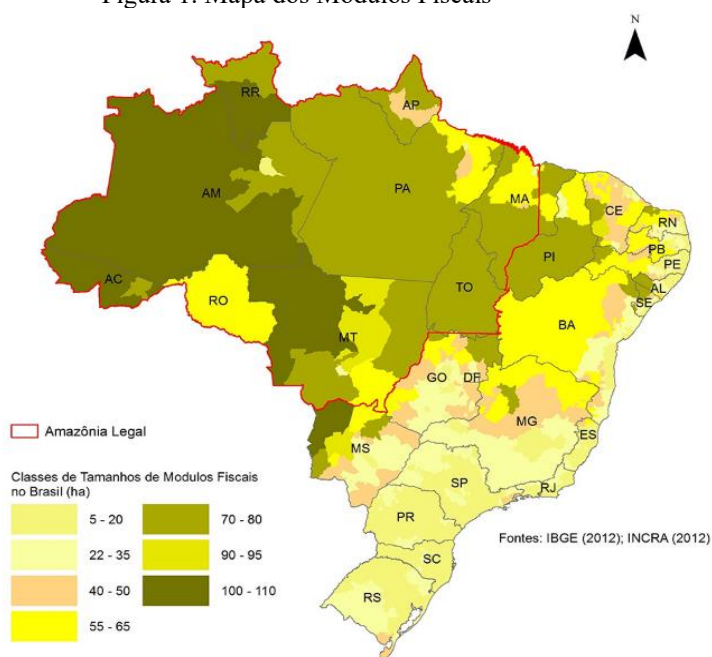 Figura 1: Mapa dos Módulos Fiscais
N
RR
AP
AM
PA
MA
CE
RN
PB
PE
AL
SE
PI
AC
RO
TO
BA
MT
GO
DF
MG
ES
MS
SP
RJ
PR
SC
RS
Amazônia Legal
Classes de Tamanhos de Modulos Fiscais
no Brasil (ha)
5 - 20
70 - 80
22 - 35
90 - 95
40 - 50
100 - 110
55 - 65
Fontes: IBGE (2012); INCRA (2012)